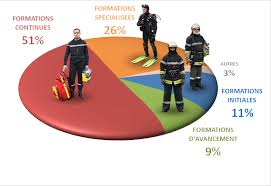 FORMATIONS
CONTINUES
51%
FORMATIONS
SPECIALISEES
26%
AUTRES
3%
FORMATIONS
INITIALES
11%
FORMATIONS
D'AVANCEMENT
9%